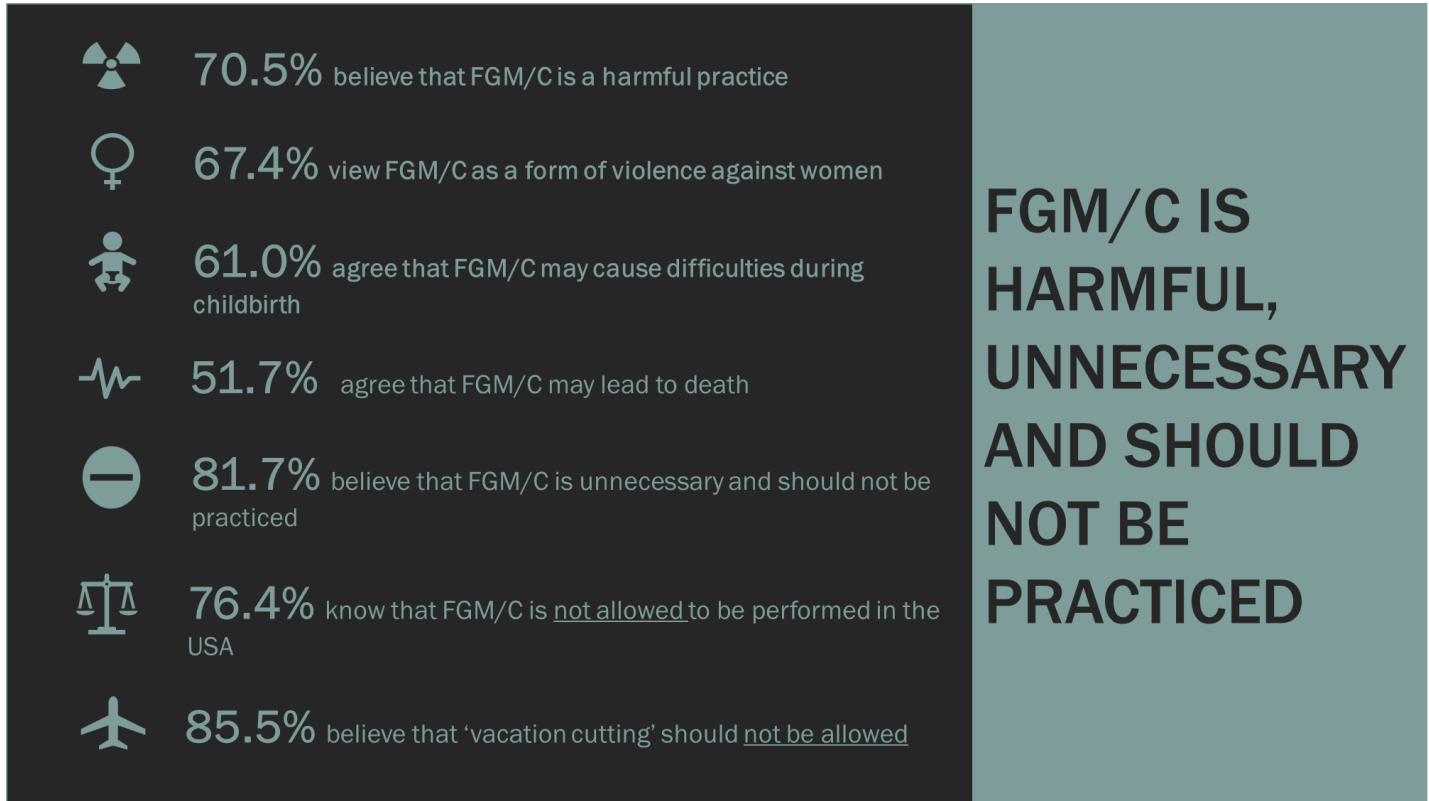 70.5% believe that FGM/C is a harmful practice
67.4% view FGM/C as a form of violence against women
61.0% agree that FGM/C may cause difficulties during
childbirth
51.7% agree that FGM/C may lead to death
81.7% believe that FGM/C is unnecessary and should not be
practiced
76.4% know that FGM/C is not allowed to be performed in the
USA
85.5% believe that ‘vacation cutting’ should not be allowed
FGM/C IS
HARMFUL,
UNNECESSARY
AND SHOULD
NOT BE
PRACTICED